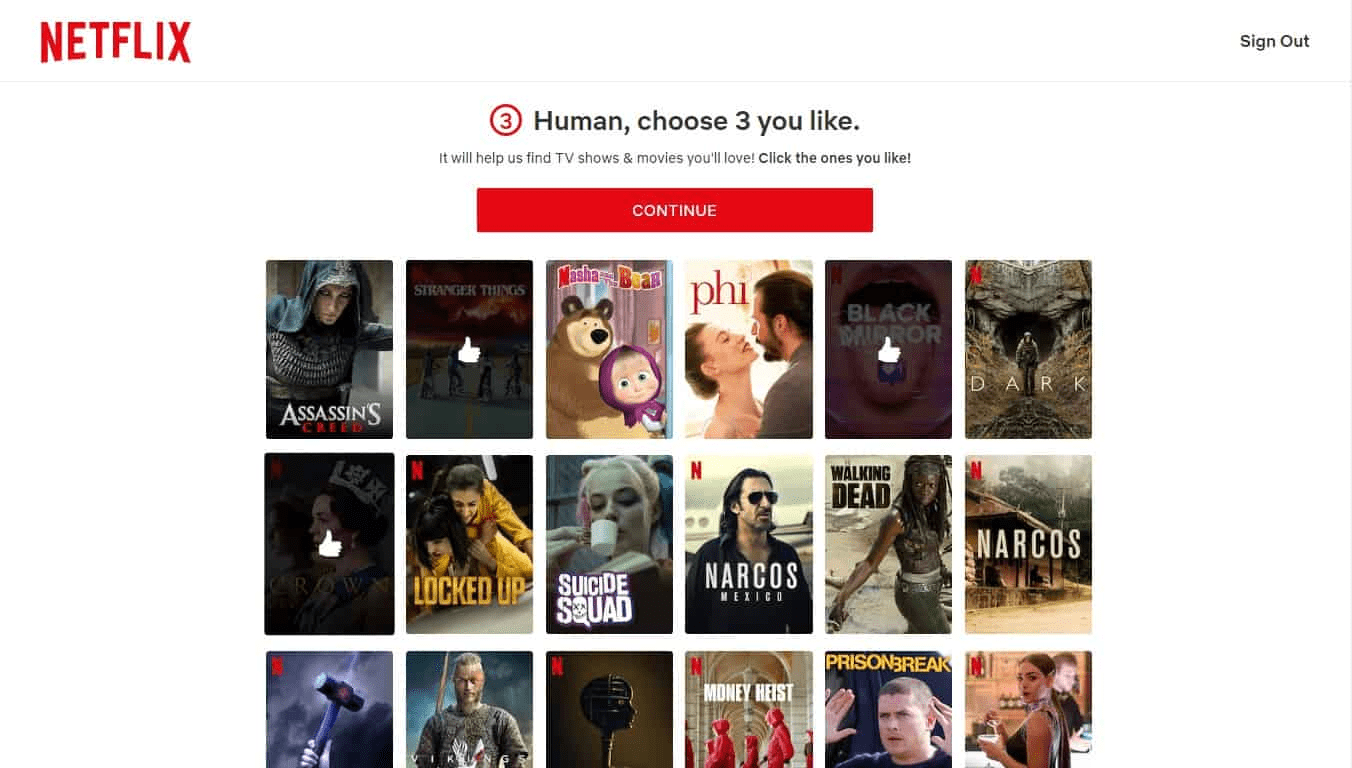 NETFLIX
Sign Out
3 Human, choose 3 you like.
It will help us find TV shows & movies you'll love! Click the ones you like!
CONTINUE
ASSASSIN'S
CREED
STRANGER THINGS
Masha and the Bear
phi
N
BLACK
MIRROR
N
DARK
N
THE
CROWN
N
LOCKED UP
SUICIDE
SQUAD
N
NARCOS
MEXICO
THE
WALKING
DEAD
N
NARCOS
N
VIKINGS
N
N
MONEY HEIST
PRISON BREAK
N